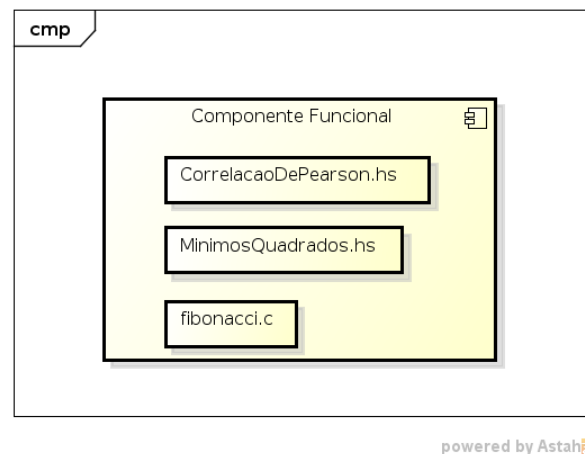 cmp
Componente Funcional
CorrelacaoDePearson.hs
MinimosQuadrados.hs
fibonacci.c
powered by Astah